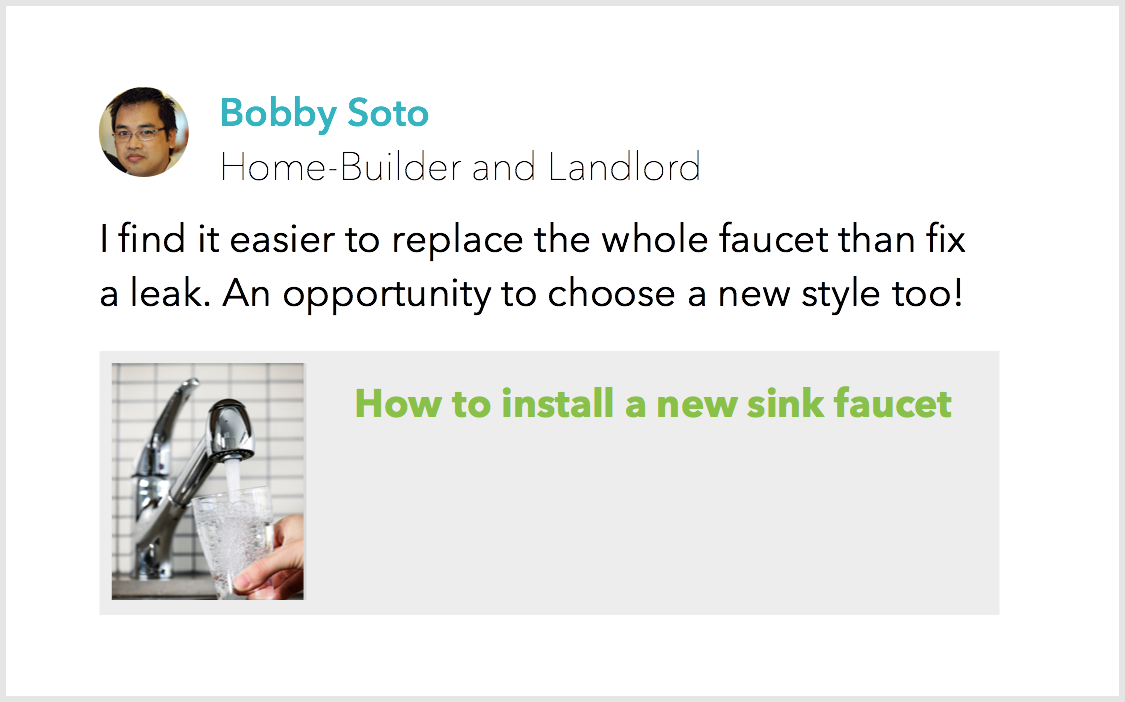 Bobby Soto
Home-Builder and Landlord
I find it easier to replace the whole faucet than fix
a leak. An opportunity to choose a new style too!
How to install a new sink faucet